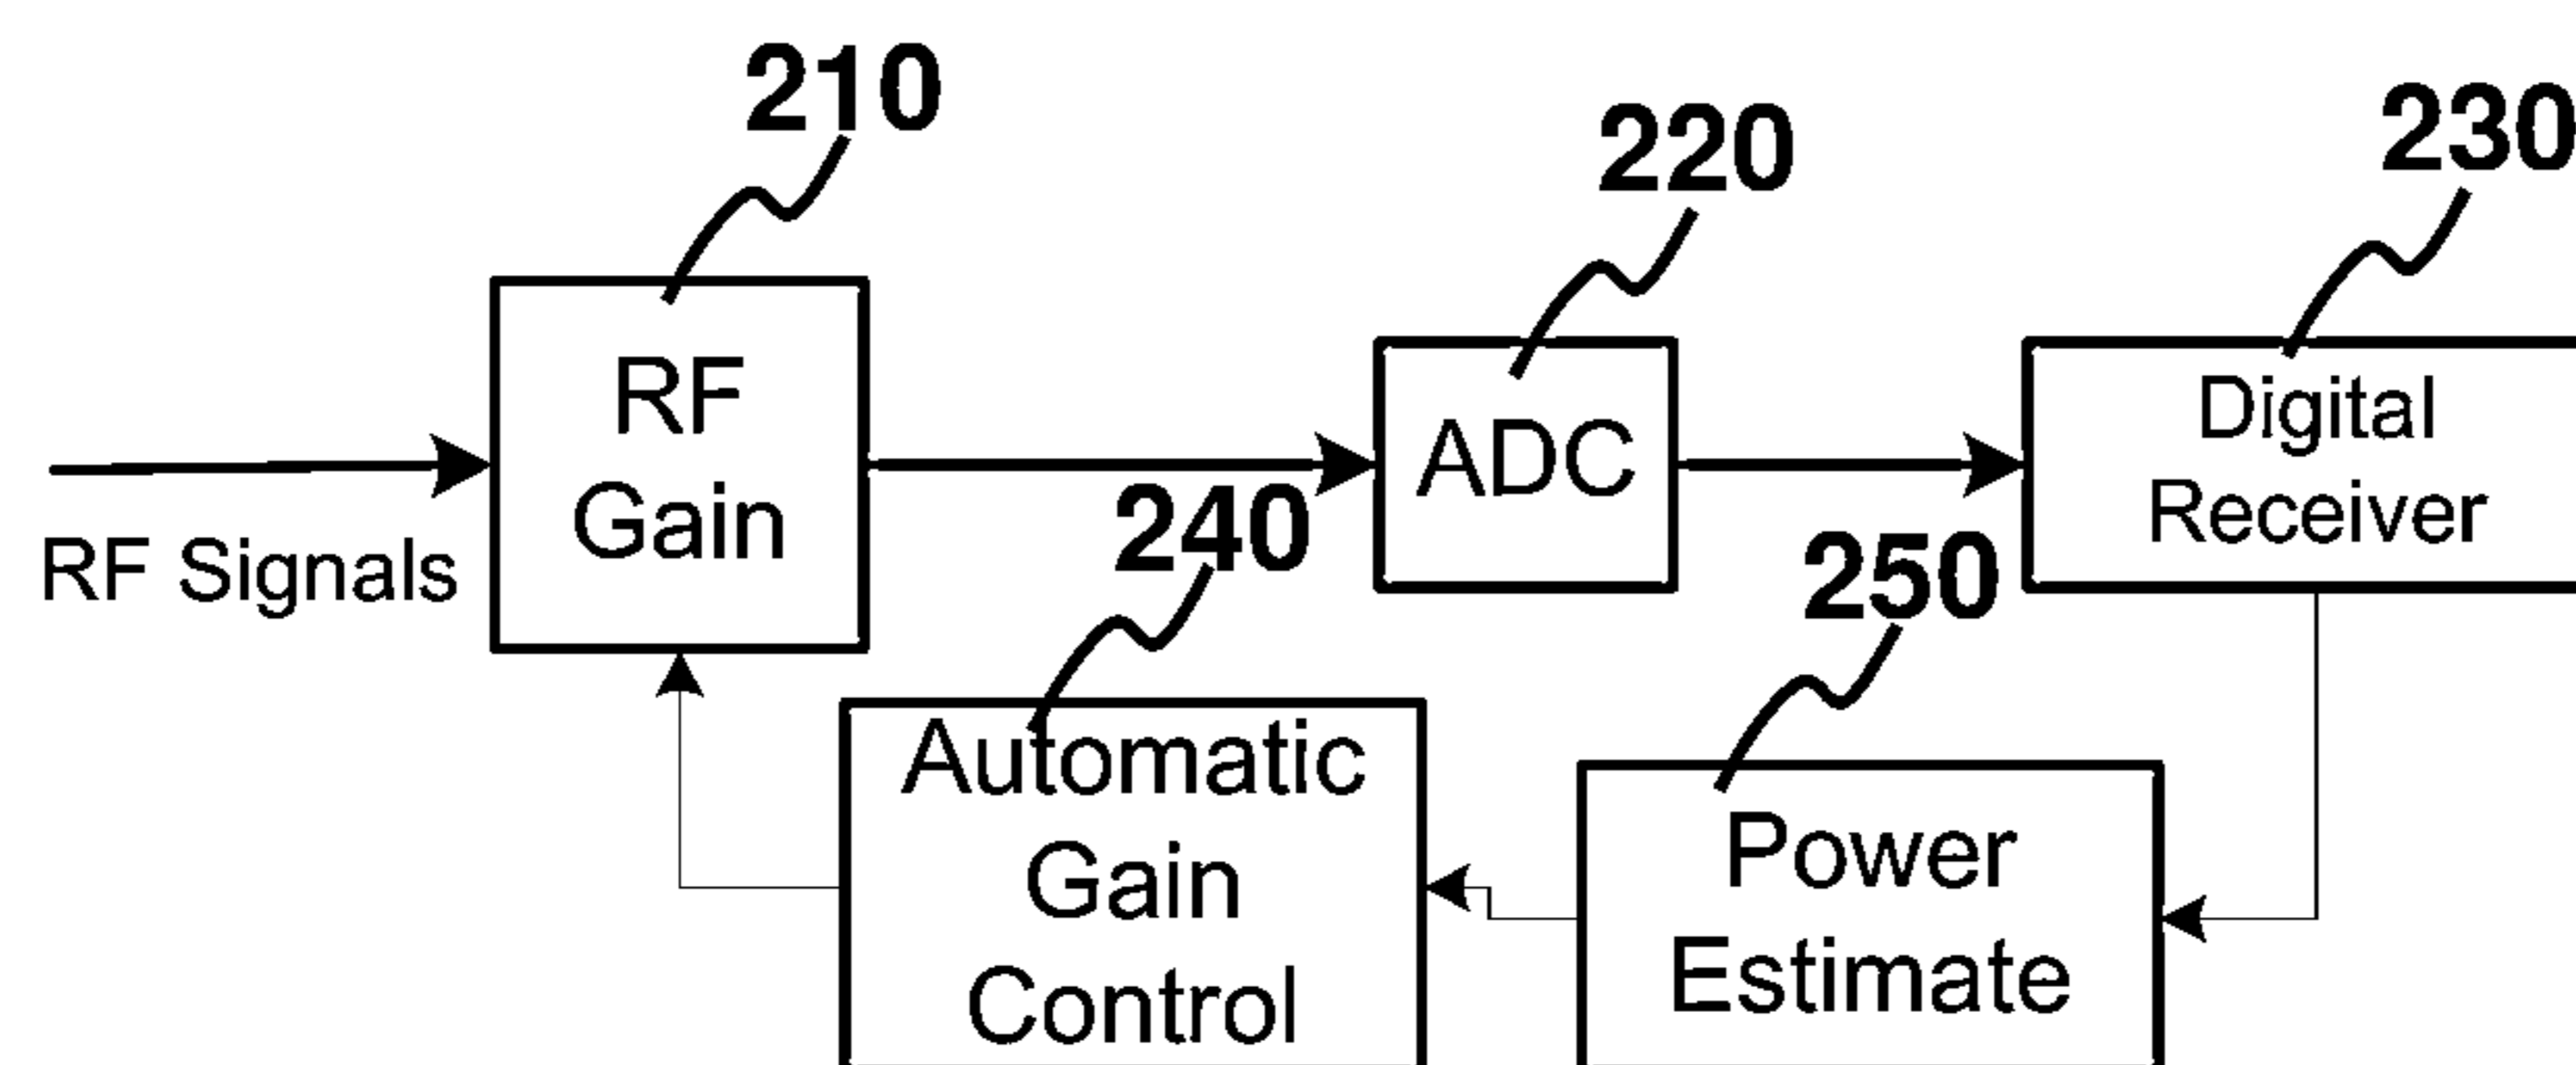 210
220
230
RF
Gain
ADC
Digital
Receiver
RF Signals
240
250
Automatic
Gain
Control
Power
Estimate